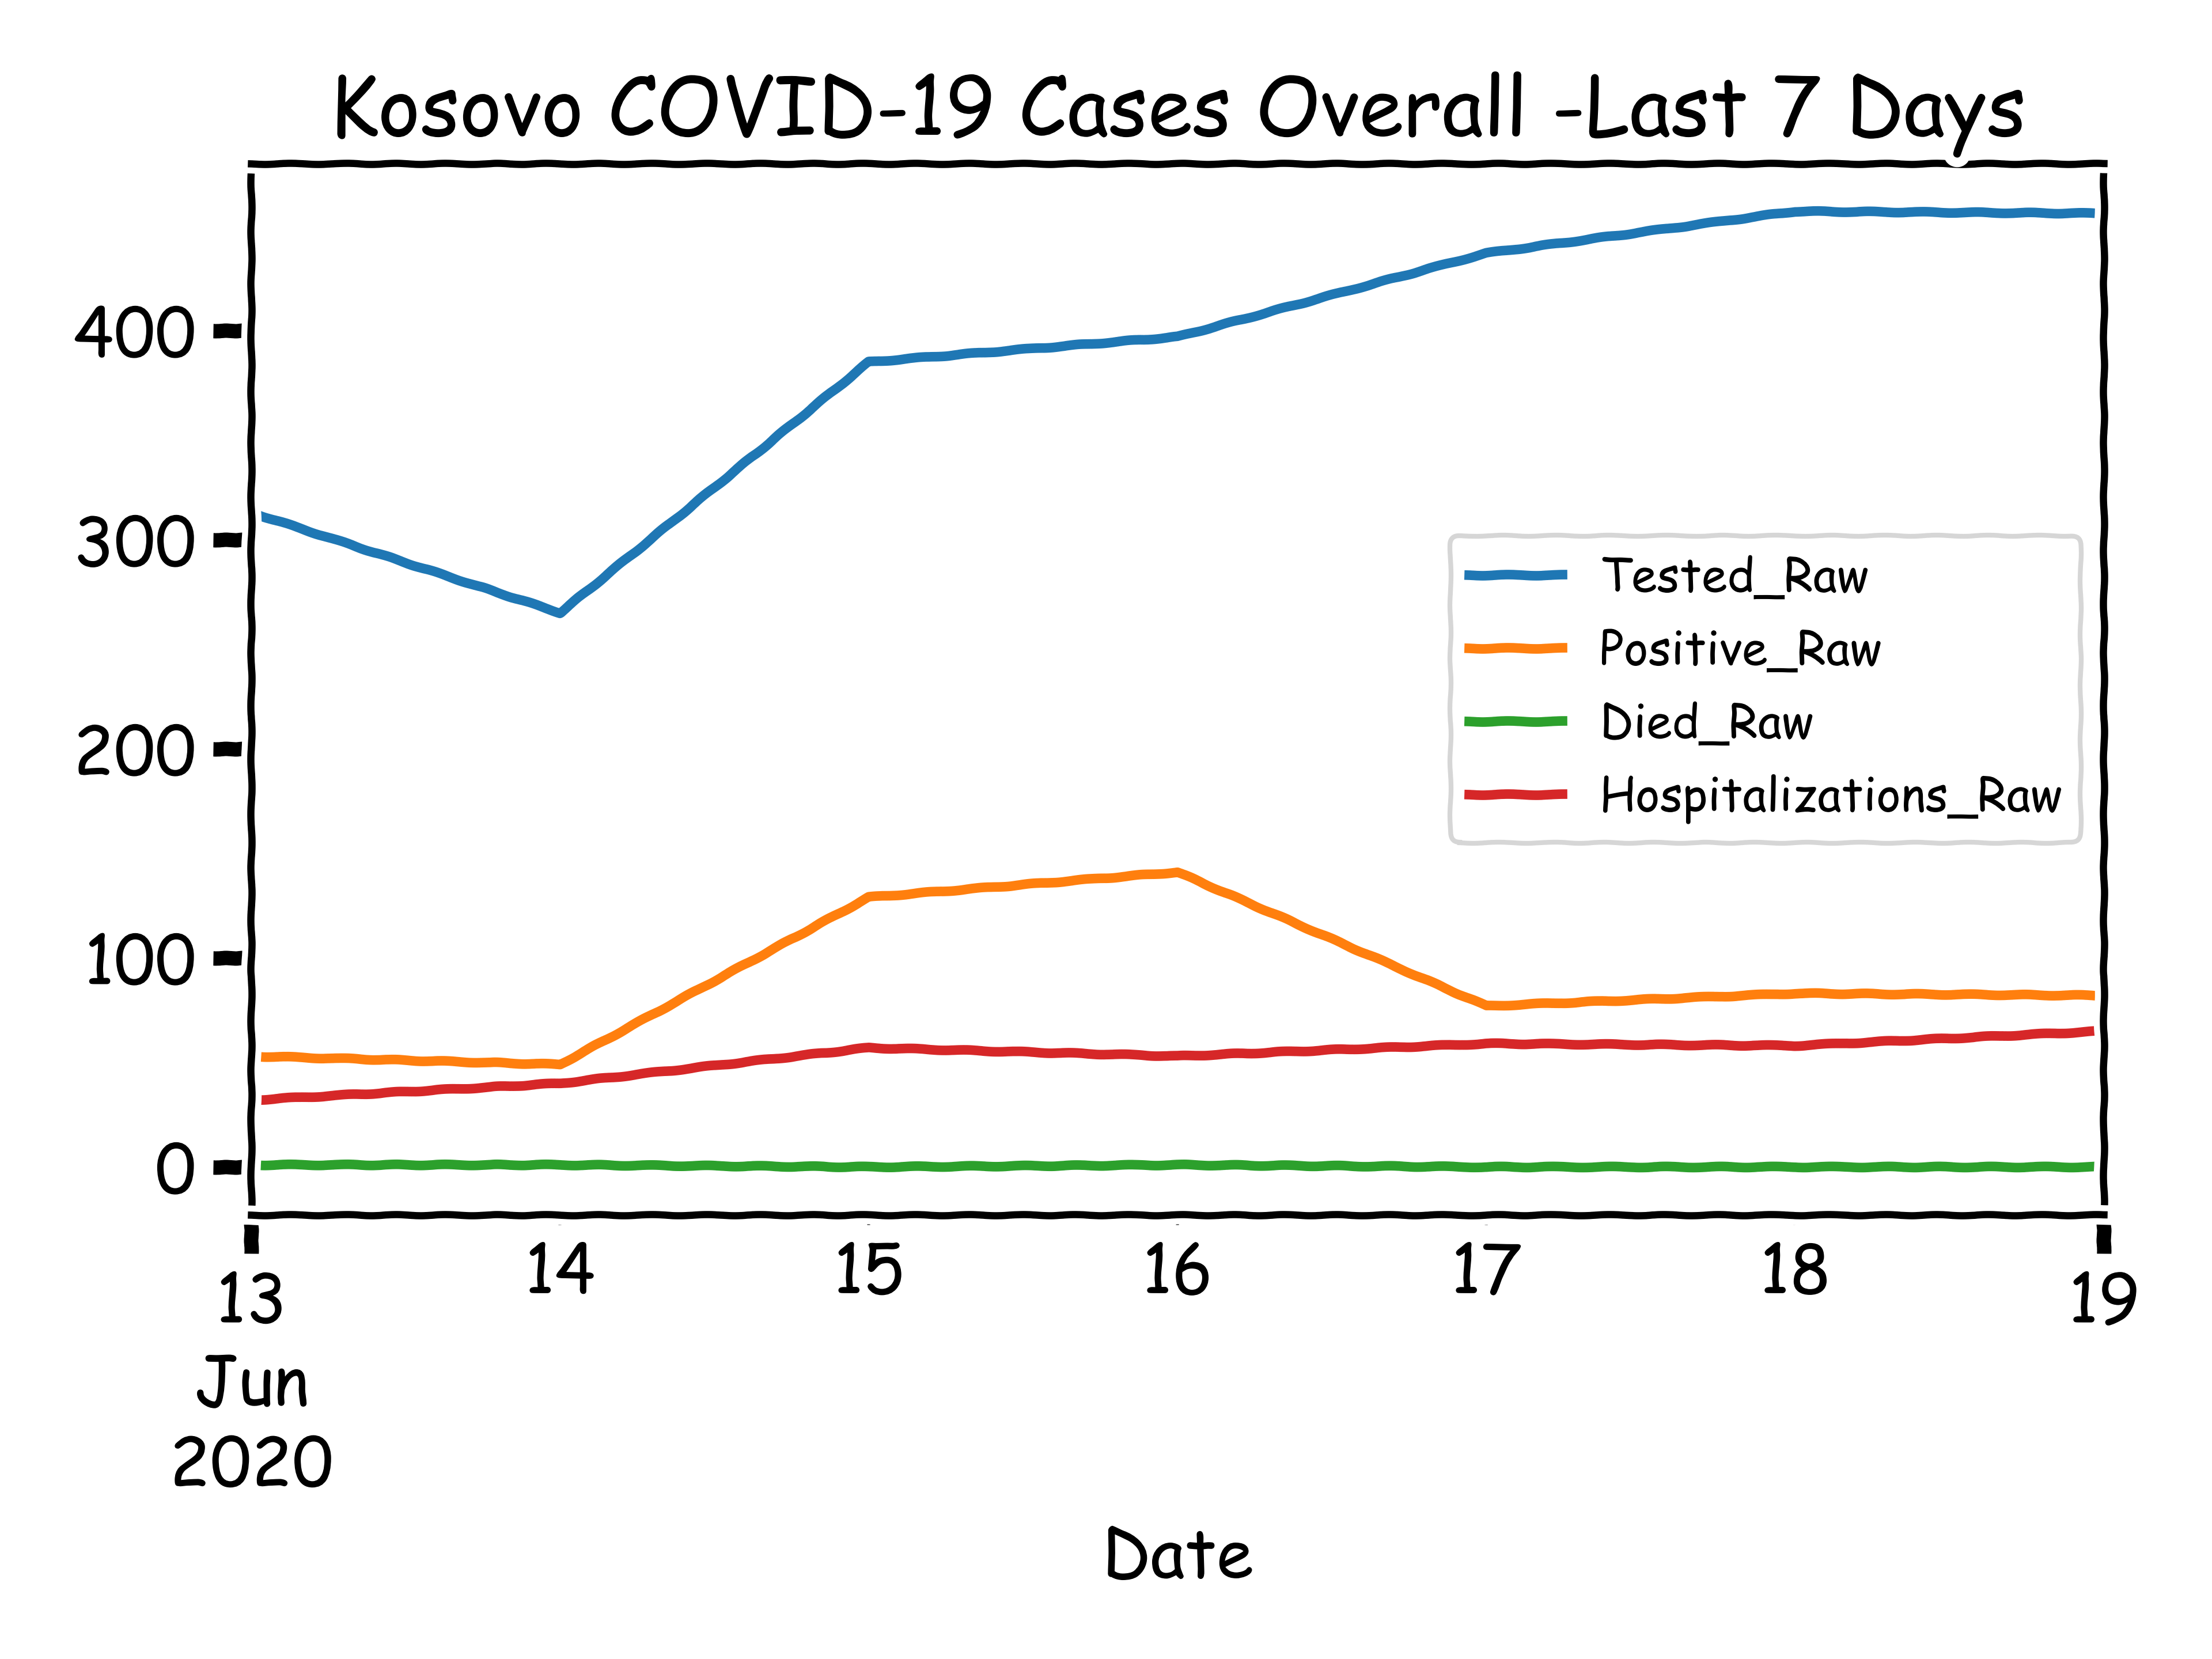 Kosovo COVID-19 Cases Overall -Last 7 Days
400
300
200
100
0
Tested_Raw
Positive_Raw
Died_Raw
Hospitalizations_Raw
13 14 15 16 17 18 19
Jun
2020
Date